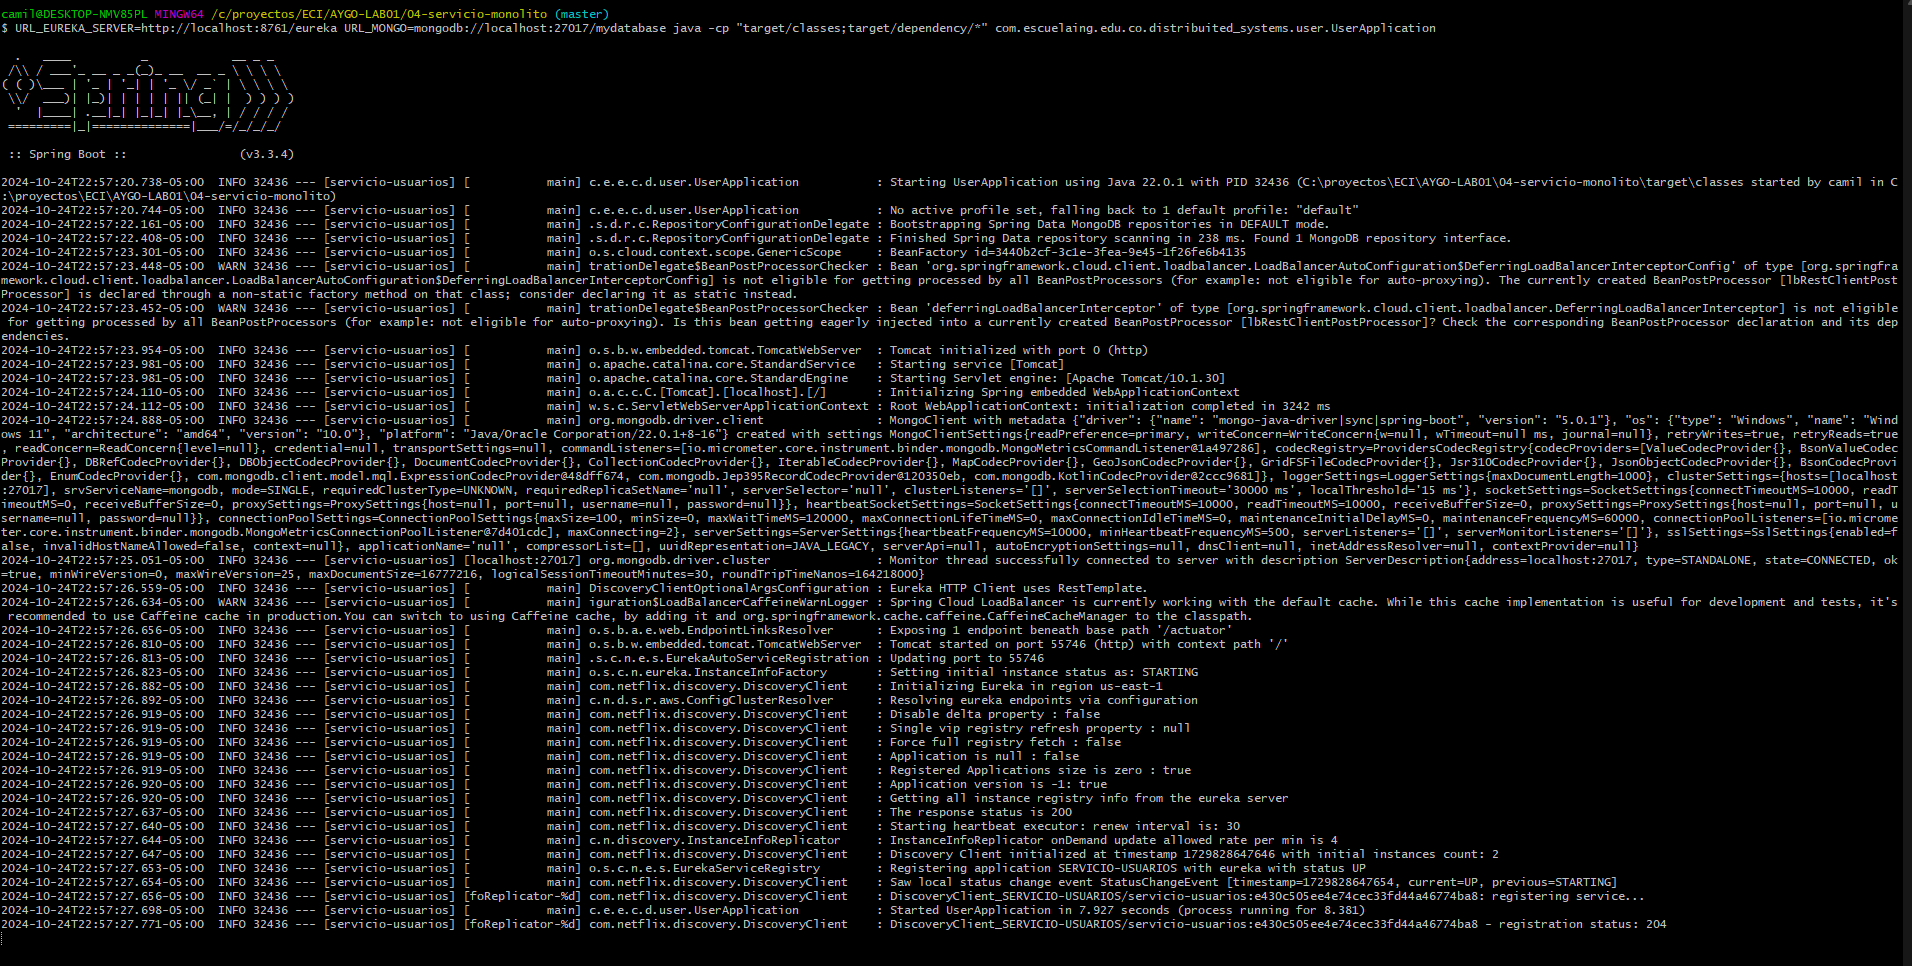 camil@DESKTOP-NMV85PL MINGW64 /c/proyectos/ECI/AYGO-LAB01/04-servicio-monolito (master)
$ URL_EUREKA_SERVER=http://localhost:8761/eureka URL_MONGO=mongodb://localhost:27017/mydatabase java -cp "target/classes;target/dependency/*" com.escuelaing.edu.co.distribuited_systems.user.UserApplication
  .   ____          _            __ _ _
 /\\ / ___'_ __ _ _(_)_ __  __ _ \ \ \ \
( ( )\___ | '_ | '_| | '_ \/ _` | \ \ \ \
 \\/  ___)| |_)| | | | | || (_| |  ) ) ) )
  '  |____| .__|_| |_|_| |_\__, | / / / /
 =========|_|==============|___/=/_/_/_/
 :: Spring Boot ::                (v3.3.4)
2024-10-24T22:57:20.738-05:00  INFO 32436 --- [servicio-usuarios] [           main] c.e.e.c.d.user.UserApplication           : Starting UserApplication using Java 22.0.1 with PID 32436 (C:\proyectos\ECI\AYGO-LAB01\04-servicio-monolito\target\classes started by camil in C
:\proyectos\ECI\AYGO-LAB01\04-servicio-monolito)
2024-10-24T22:57:20.744-05:00  INFO 32436 --- [servicio-usuarios] [           main] c.e.e.c.d.user.UserApplication           : No active profile set, falling back to 1 default profile: "default"
2024-10-24T22:57:22.161-05:00  INFO 32436 --- [servicio-usuarios] [           main] .s.d.r.c.RepositoryConfigurationDelegate : Bootstrapping Spring Data MongoDB repositories in DEFAULT mode.
2024-10-24T22:57:22.408-05:00  INFO 32436 --- [servicio-usuarios] [           main] .s.d.r.c.RepositoryConfigurationDelegate : Finished Spring Data repository scanning in 238 ms. Found 1 MongoDB repository interface.
2024-10-24T22:57:23.301-05:00  INFO 32436 --- [servicio-usuarios] [           main] o.s.cloud.context.scope.GenericScope     : BeanFactory id=3440b2cf-3c1e-3fea-9e45-1f26fe6b4135
2024-10-24T22:57:23.448-05:00  WARN 32436 --- [servicio-usuarios] [           main] trationDelegate$BeanPostProcessorChecker : Bean 'org.springframework.cloud.client.loadbalancer.LoadBalancerAutoConfiguration$DeferringLoadBalancerInterceptorConfig' of type [org.springfra
mework.cloud.client.loadbalancer.LoadBalancerAutoConfiguration$DeferringLoadBalancerInterceptorConfig] is not eligible for getting processed by all BeanPostProcessors (for example: not eligible for auto-proxying). The currently created BeanPostProcessor [lbRestClientPost
Processor] is declared through a non-static factory method on that class; consider declaring it as static instead.
2024-10-24T22:57:23.452-05:00  WARN 32436 --- [servicio-usuarios] [           main] trationDelegate$BeanPostProcessorChecker : Bean 'deferringLoadBalancerInterceptor' of type [org.springframework.cloud.client.loadbalancer.DeferringLoadBalancerInterceptor] is not eligible
 for getting processed by all BeanPostProcessors (for example: not eligible for auto-proxying). Is this bean getting eagerly injected into a currently created BeanPostProcessor [lbRestClientPostProcessor]? Check the corresponding BeanPostProcessor declaration and its dep
endencies.
2024-10-24T22:57:23.954-05:00  INFO 32436 --- [servicio-usuarios] [           main] o.s.b.w.embedded.tomcat.TomcatWebServer  : Tomcat initialized with port 0 (http)
2024-10-24T22:57:23.981-05:00  INFO 32436 --- [servicio-usuarios] [           main] o.apache.catalina.core.StandardService   : Starting service [Tomcat]
2024-10-24T22:57:23.981-05:00  INFO 32436 --- [servicio-usuarios] [           main] o.apache.catalina.core.StandardEngine    : Starting Servlet engine: [Apache Tomcat/10.1.30]
2024-10-24T22:57:24.110-05:00  INFO 32436 --- [servicio-usuarios] [           main] o.a.c.c.C.[Tomcat].[localhost].[/]       : Initializing Spring embedded WebApplicationContext
2024-10-24T22:57:24.112-05:00  INFO 32436 --- [servicio-usuarios] [           main] w.s.c.ServletWebServerApplicationContext : Root WebApplicationContext: initialization completed in 3242 ms
2024-10-24T22:57:24.888-05:00  INFO 32436 --- [servicio-usuarios] [           main] org.mongodb.driver.client                : MongoClient with metadata {"driver": {"name": "mongo-java-driver|sync|spring-boot", "version": "5.0.1"}, "os": {"type": "Windows", "name": "Wind
ows 11", "architecture": "amd64", "version": "10.0"}, "platform": "Java/Oracle Corporation/22.0.1+8-16"} created with settings MongoClientSettings{readPreference=primary, writeConcern=WriteConcern{w=null, wTimeout=null ms, journal=null}, retryWrites=true, retryReads=true
, readConcern=ReadConcern{level=null}, credential=null, transportSettings=null, commandListeners=[io.micrometer.core.instrument.binder.mongodb.MongoMetricsCommandListener@1a497286], codecRegistry=ProvidersCodecRegistry{codecProviders=[ValueCodecProvider{}, BsonValueCodec
Provider{}, DBRefCodecProvider{}, DBObjectCodecProvider{}, DocumentCodecProvider{}, CollectionCodecProvider{}, IterableCodecProvider{}, MapCodecProvider{}, GeoJsonCodecProvider{}, GridFSFileCodecProvider{}, Jsr310CodecProvider{}, JsonObjectCodecProvider{}, BsonCodecProvi
der{}, EnumCodecProvider{}, com.mongodb.client.model.mql.ExpressionCodecProvider@48dff674, com.mongodb.Jep395RecordCodecProvider@120350eb, com.mongodb.KotlinCodecProvider@2ccc9681]}, loggerSettings=LoggerSettings{maxDocumentLength=1000}, clusterSettings={hosts=[localhost
:27017], srvServiceName=mongodb, mode=SINGLE, requiredClusterType=UNKNOWN, requiredReplicaSetName='null', serverSelector='null', clusterListeners='[]', serverSelectionTimeout='30000 ms', localThreshold='15 ms'}, socketSettings=SocketSettings{connectTimeoutMS=10000, readT
imeoutMS=0, receiveBufferSize=0, proxySettings=ProxySettings{host=null, port=null, username=null, password=null}}, heartbeatSocketSettings=SocketSettings{connectTimeoutMS=10000, readTimeoutMS=10000, receiveBufferSize=0, proxySettings=ProxySettings{host=null, port=null, u
sername=null, password=null}}, connectionPoolSettings=ConnectionPoolSettings{maxSize=100, minSize=0, maxWaitTimeMS=120000, maxConnectionLifeTimeMS=0, maxConnectionIdleTimeMS=0, maintenanceInitialDelayMS=0, maintenanceFrequencyMS=60000, connectionPoolListeners=[io.microme
ter.core.instrument.binder.mongodb.MongoMetricsConnectionPoolListener@7d401cdc], maxConnecting=2}, serverSettings=ServerSettings{heartbeatFrequencyMS=10000, minHeartbeatFrequencyMS=500, serverListeners='[]', serverMonitorListeners='[]'}, sslSettings=SslSettings{enabled=f
alse, invalidHostNameAllowed=false, context=null}, applicationName='null', compressorList=[], uuidRepresentation=JAVA_LEGACY, serverApi=null, autoEncryptionSettings=null, dnsClient=null, inetAddressResolver=null, contextProvider=null}
2024-10-24T22:57:25.051-05:00  INFO 32436 --- [servicio-usuarios] [localhost:27017] org.mongodb.driver.cluster               : Monitor thread successfully connected to server with description ServerDescription{address=localhost:27017, type=STANDALONE, state=CONNECTED, ok
=true, minWireVersion=0, maxWireVersion=25, maxDocumentSize=16777216, logicalSessionTimeoutMinutes=30, roundTripTimeNanos=164218000}
2024-10-24T22:57:26.559-05:00  INFO 32436 --- [servicio-usuarios] [           main] DiscoveryClientOptionalArgsConfiguration : Eureka HTTP Client uses RestTemplate.
2024-10-24T22:57:26.634-05:00  WARN 32436 --- [servicio-usuarios] [           main] iguration$LoadBalancerCaffeineWarnLogger : Spring Cloud LoadBalancer is currently working with the default cache. While this cache implementation is useful for development and tests, it's
 recommended to use Caffeine cache in production.You can switch to using Caffeine cache, by adding it and org.springframework.cache.caffeine.CaffeineCacheManager to the classpath.
2024-10-24T22:57:26.656-05:00  INFO 32436 --- [servicio-usuarios] [           main] o.s.b.a.e.web.EndpointLinksResolver      : Exposing 1 endpoint beneath base path '/actuator'
2024-10-24T22:57:26.810-05:00  INFO 32436 --- [servicio-usuarios] [           main] o.s.b.w.embedded.tomcat.TomcatWebServer  : Tomcat started on port 55746 (http) with context path '/'
2024-10-24T22:57:26.813-05:00  INFO 32436 --- [servicio-usuarios] [           main] .s.c.n.e.s.EurekaAutoServiceRegistration : Updating port to 55746
2024-10-24T22:57:26.823-05:00  INFO 32436 --- [servicio-usuarios] [           main] o.s.c.n.eureka.InstanceInfoFactory       : Setting initial instance status as: STARTING
2024-10-24T22:57:26.882-05:00  INFO 32436 --- [servicio-usuarios] [           main] com.netflix.discovery.DiscoveryClient    : Initializing Eureka in region us-east-1
2024-10-24T22:57:26.892-05:00  INFO 32436 --- [servicio-usuarios] [           main] c.n.d.s.r.aws.ConfigClusterResolver      : Resolving eureka endpoints via configuration
2024-10-24T22:57:26.919-05:00  INFO 32436 --- [servicio-usuarios] [           main] com.netflix.discovery.DiscoveryClient    : Disable delta property : false
2024-10-24T22:57:26.919-05:00  INFO 32436 --- [servicio-usuarios] [           main] com.netflix.discovery.DiscoveryClient    : Single vip registry refresh property : null
2024-10-24T22:57:26.919-05:00  INFO 32436 --- [servicio-usuarios] [           main] com.netflix.discovery.DiscoveryClient    : Force full registry fetch : false
2024-10-24T22:57:26.919-05:00  INFO 32436 --- [servicio-usuarios] [           main] com.netflix.discovery.DiscoveryClient    : Application is null : false
2024-10-24T22:57:26.919-05:00  INFO 32436 --- [servicio-usuarios] [           main] com.netflix.discovery.DiscoveryClient    : Registered Applications size is zero : true
2024-10-24T22:57:26.920-05:00  INFO 32436 --- [servicio-usuarios] [           main] com.netflix.discovery.DiscoveryClient    : Application version is -1: true
2024-10-24T22:57:26.920-05:00  INFO 32436 --- [servicio-usuarios] [           main] com.netflix.discovery.DiscoveryClient    : Getting all instance registry info from the eureka server
2024-10-24T22:57:27.637-05:00  INFO 32436 --- [servicio-usuarios] [           main] com.netflix.discovery.DiscoveryClient    : The response status is 200
2024-10-24T22:57:27.640-05:00  INFO 32436 --- [servicio-usuarios] [           main] com.netflix.discovery.DiscoveryClient    : Starting heartbeat executor: renew interval is: 30
2024-10-24T22:57:27.644-05:00  INFO 32436 --- [servicio-usuarios] [           main] c.n.discovery.InstanceInfoReplicator     : InstanceInfoReplicator onDemand update allowed rate per min is 4
2024-10-24T22:57:27.647-05:00  INFO 32436 --- [servicio-usuarios] [           main] com.netflix.discovery.DiscoveryClient    : Discovery Client initialized at timestamp 1729828647646 with initial instances count: 2
2024-10-24T22:57:27.653-05:00  INFO 32436 --- [servicio-usuarios] [           main] o.s.c.n.e.s.EurekaServiceRegistry        : Registering application SERVICIO-USUARIOS with eureka with status UP
2024-10-24T22:57:27.654-05:00  INFO 32436 --- [servicio-usuarios] [           main] com.netflix.discovery.DiscoveryClient    : Saw local status change event StatusChangeEvent [timestamp=1729828647654, current=UP, previous=STARTING]
2024-10-24T22:57:27.656-05:00  INFO 32436 --- [servicio-usuarios] [foReplicator-%d] com.netflix.discovery.DiscoveryClient    : DiscoveryClient_SERVICIO-USUARIOS/servicio-usuarios:e430c505ee4e74cec33fd44a46774ba8: registering service...
2024-10-24T22:57:27.698-05:00  INFO 32436 --- [servicio-usuarios] [           main] c.e.e.c.d.user.UserApplication           : Started UserApplication in 7.927 seconds (process running for 8.381)
2024-10-24T22:57:27.771-05:00  INFO 32436 --- [servicio-usuarios] [foReplicator-%d] com.netflix.discovery.DiscoveryClient    : DiscoveryClient_SERVICIO-USUARIOS/servicio-usuarios:e430c505ee4e74cec33fd44a46774ba8 - registration status: 204